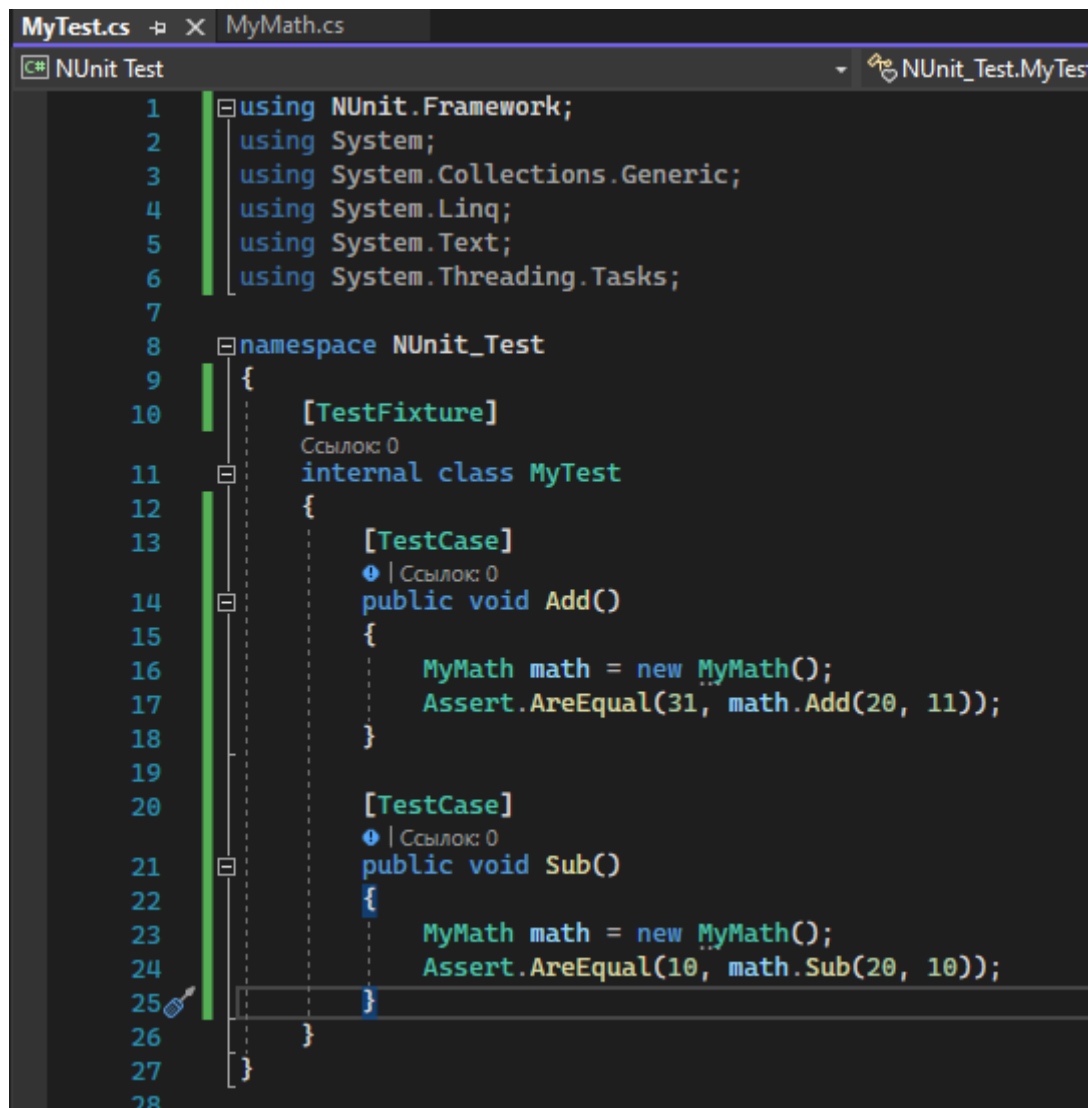 MyTest.cs MyMath.cs
C# NUnit Test NUnit_Test.MyTes
1 using NUnit.Framework;
2 using System;
3 using System.Collections.Generic;
4 using System.Linq;
5 using System.Text;
6 using System.Threading.Tasks;
7
8 namespace NUnit_Test
9 {
10 [TestFixture]
Ссылок: 0
11 internal class MyTest
12 {
13 [TestCase]
| Ссылок: 0
14 public void Add()
15 {
16 MyMath math = new MyMath();
17 Assert.AreEqual(31, math.Add(20, 11));
18 }
19
20 [TestCase]
| Ссылок: 0
21 public void Sub()
22 {
23 MyMath math = new MyMath();
24 Assert.AreEqual(10, math.Sub(20, 10));
25 }
26 }
27 }
28